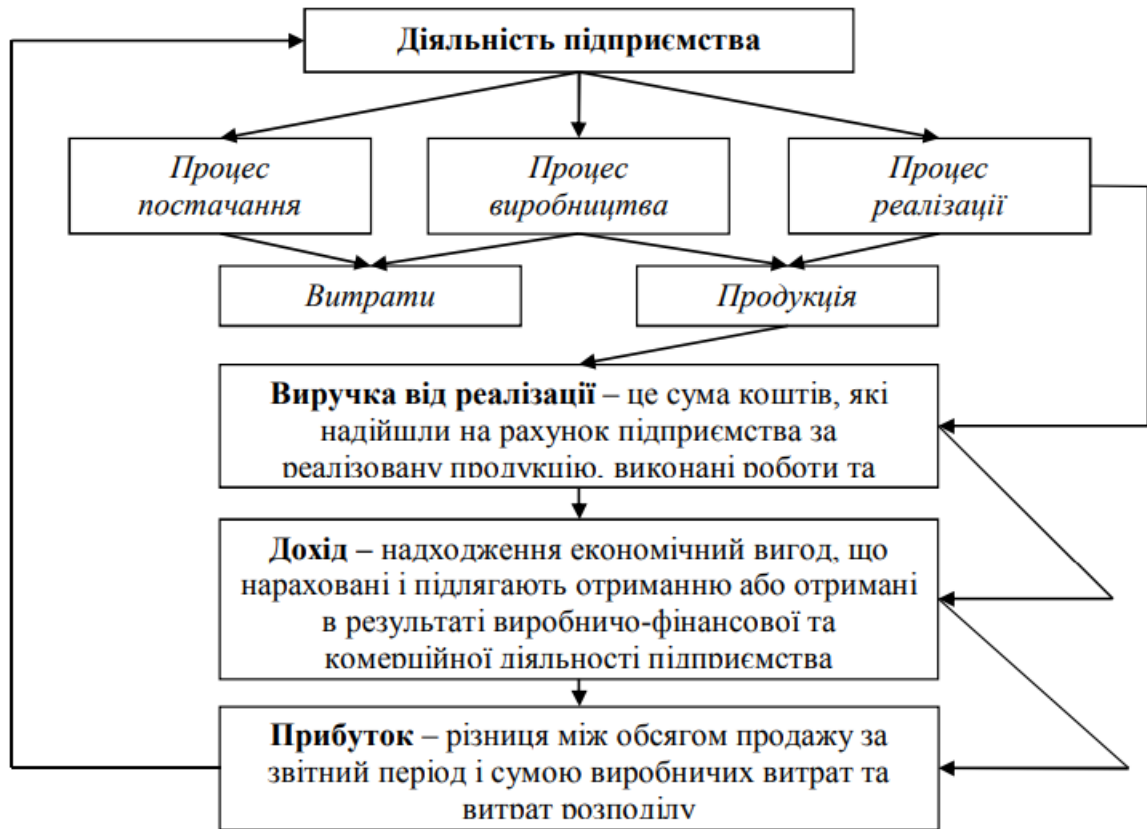 Діяльність підприємства
Процес
постачання
Процес
виробництва
Процес
реалізації
Витрати
Продукція
Виручка від реалізації – це сума коштів, які
надійшли на рахунок підприємства за
реалізовану продукцію, виконані роботи та
Дохід – надходження економічний вигод, що
нараховані і підлягають отриманню або отримані
в результаті виробничо-фінансової та
комерційної діяльності підприємства
Прибуток – різниця між обсягом продажу за
звітний період і сумою виробничих витрат та
витрат розподілу